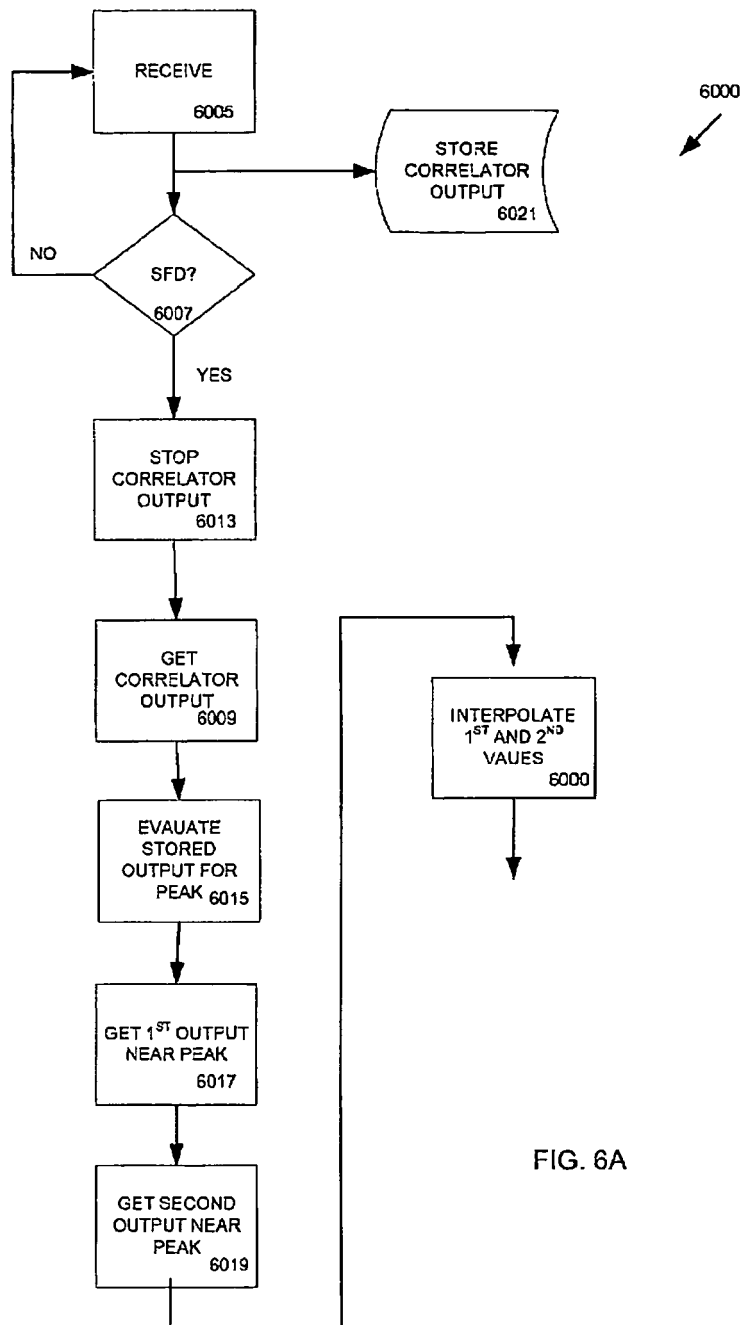 RECEIVE
6005
6000
STORE
CORRELATOR
OUTPUT
6021
NO
SFD?
6007
YES
STOP
CORRELATOR
OUTPUT
6013
GET
CORRELATOR
OUTPUT
6009
INTERPOLATE
1ST AND 2ND
VAUES
6000
EVAUATE
STORED
OUTPUT FOR
PEAK 6015
GET 1ST OUTPUT
NEAR PEAK
6017
GET SECOND
OUTPUT NEAR
PEAK
6019
FIG. 6A